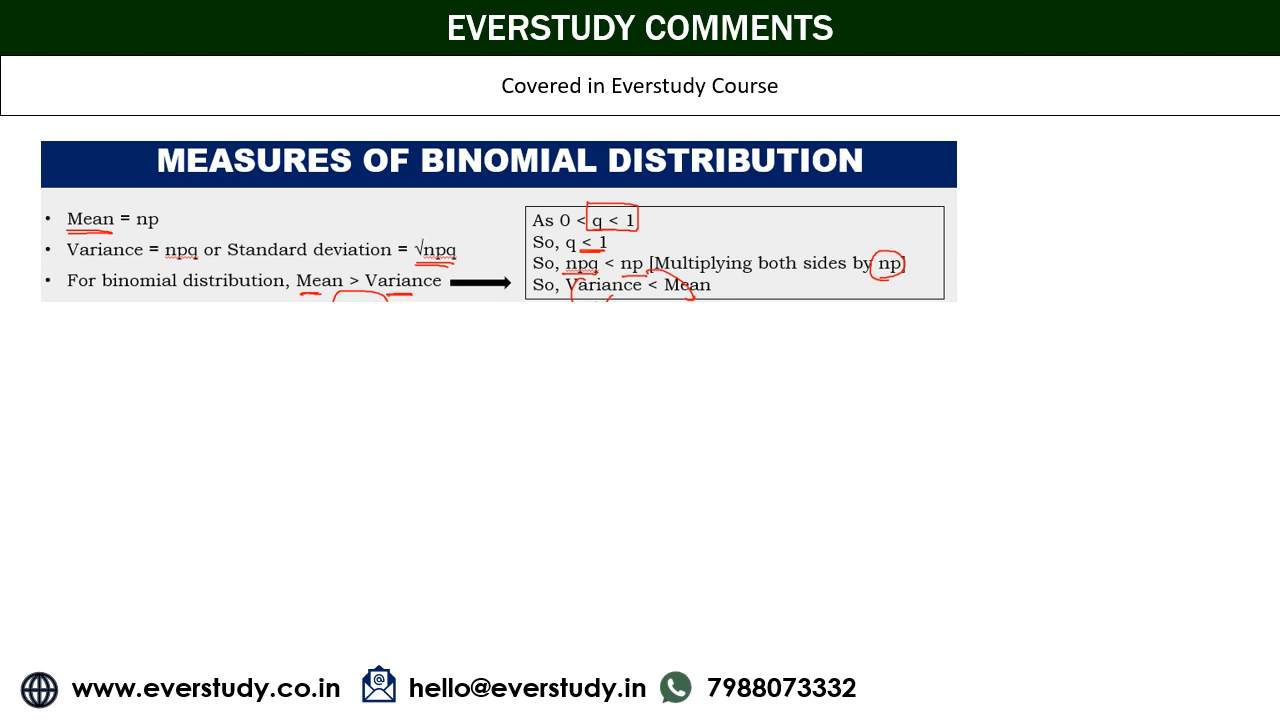 EVERSTUDY COMMENTS
Covered in Everstudy Course
MEASURES OF BINOMIAL DISTRIBUTION
• Mean = np
• Variance = npq or Standard deviation = √npq
• For binomial distribution, Mean > Variance
As 0 < q < 1
So, q < 1
So, npq < np [Multiplying both sides by np]
So, Variance < Mean
www.everstudy.co.in hello@everstudy.in 7988073332